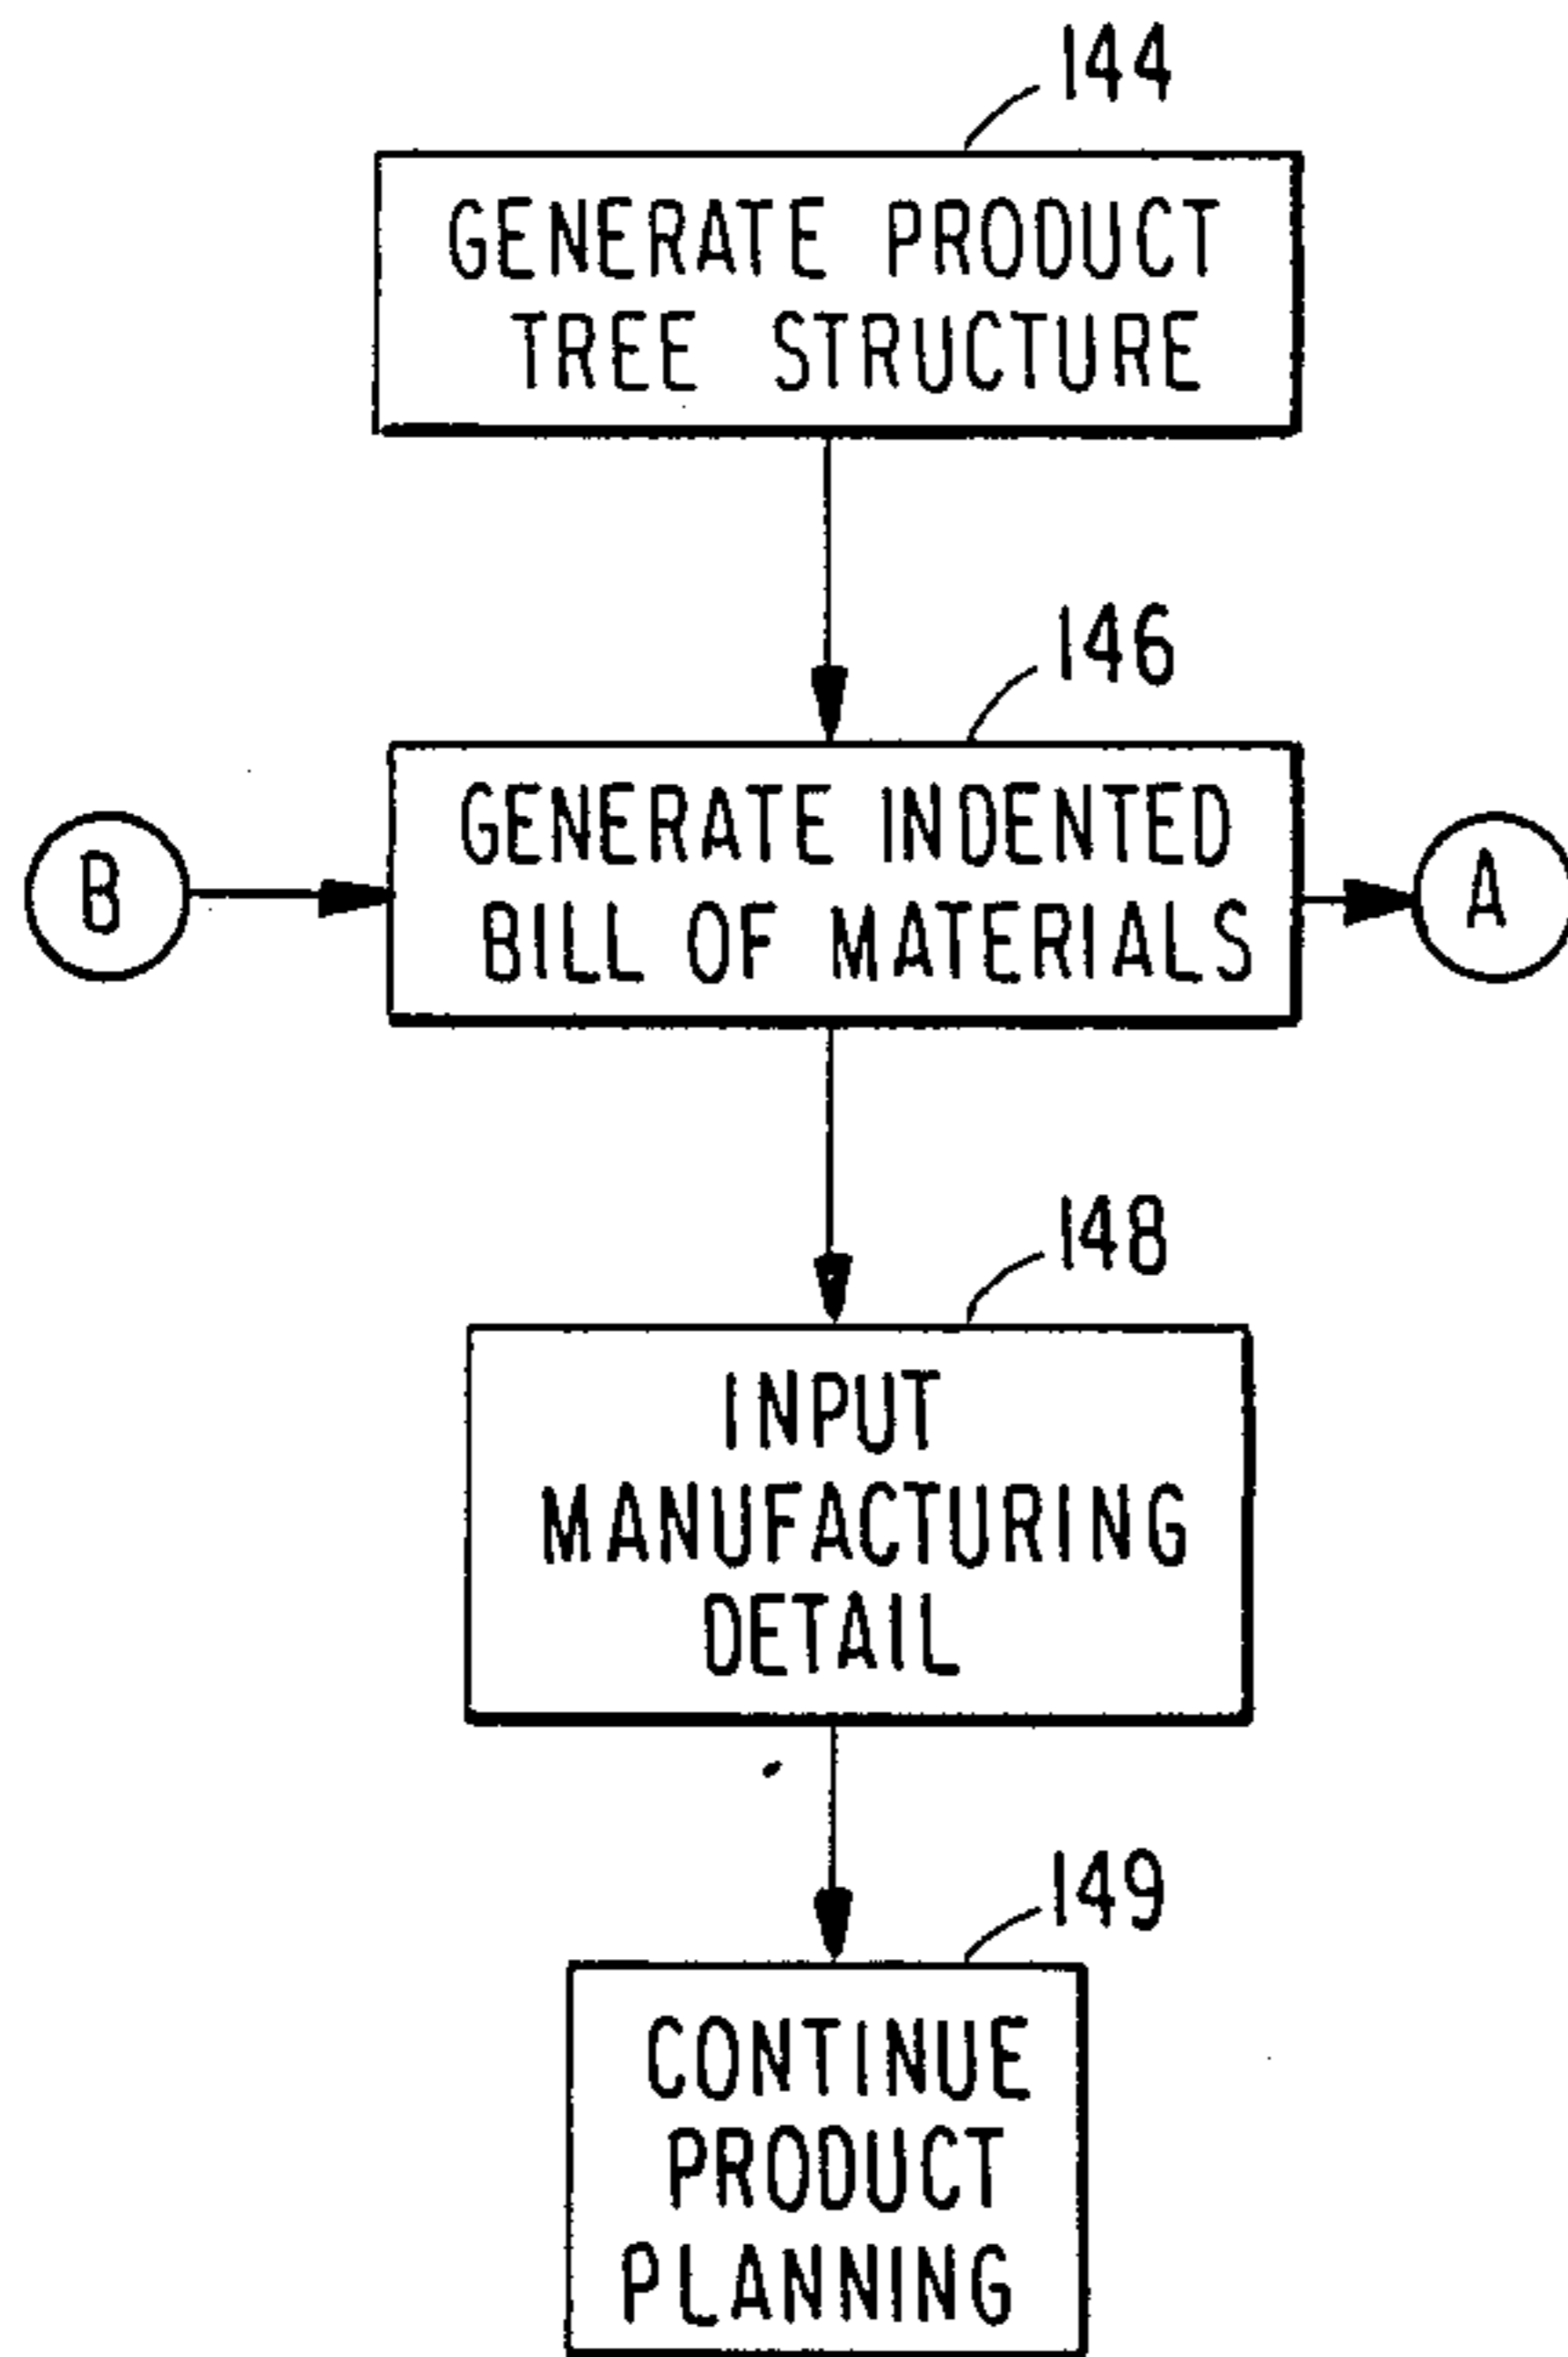 144
GENERATE PRODUCT
TREE STRUCTURE
146
GENERATE INDENTED
BILL OF MATERIALS
B
A
148
INPUT
MANUFACTURING
DETAIL
149
CONTINUE
PRODUCT
PLANNING